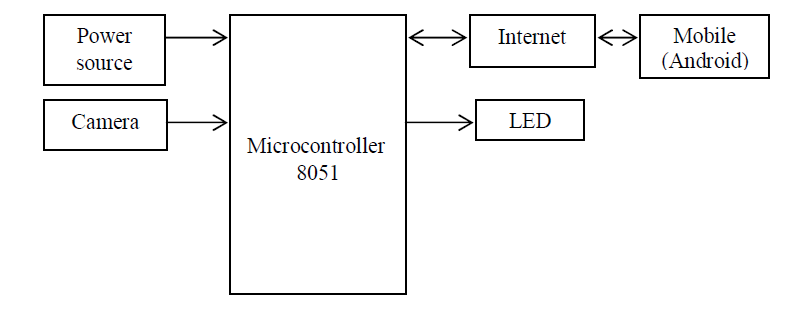 Power
source
Internet
Mobile
(Android)
Camera
LED
Microcontroller
8051